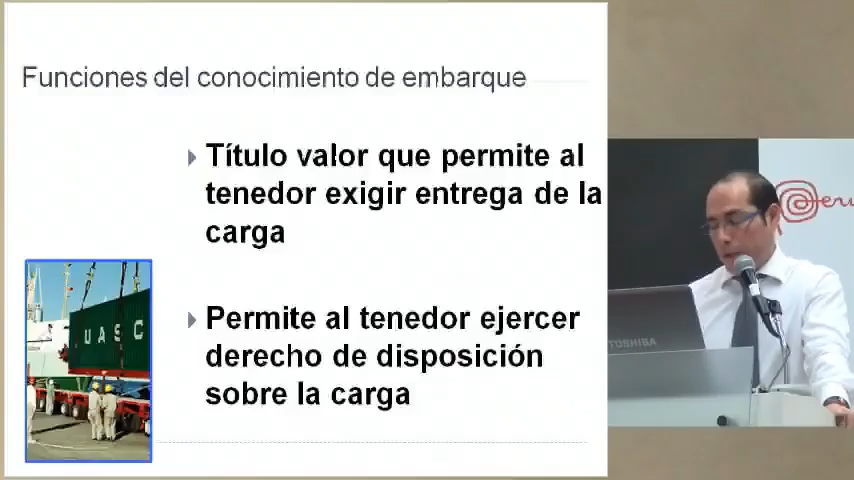 Funciones del conocimiento de embarque
Título valor que permite al
tenedor exigir entrega de la
carga
Permite al tenedor ejercer
derecho de disposición
sobre la carga
UASC
Peru
TOSHIBA